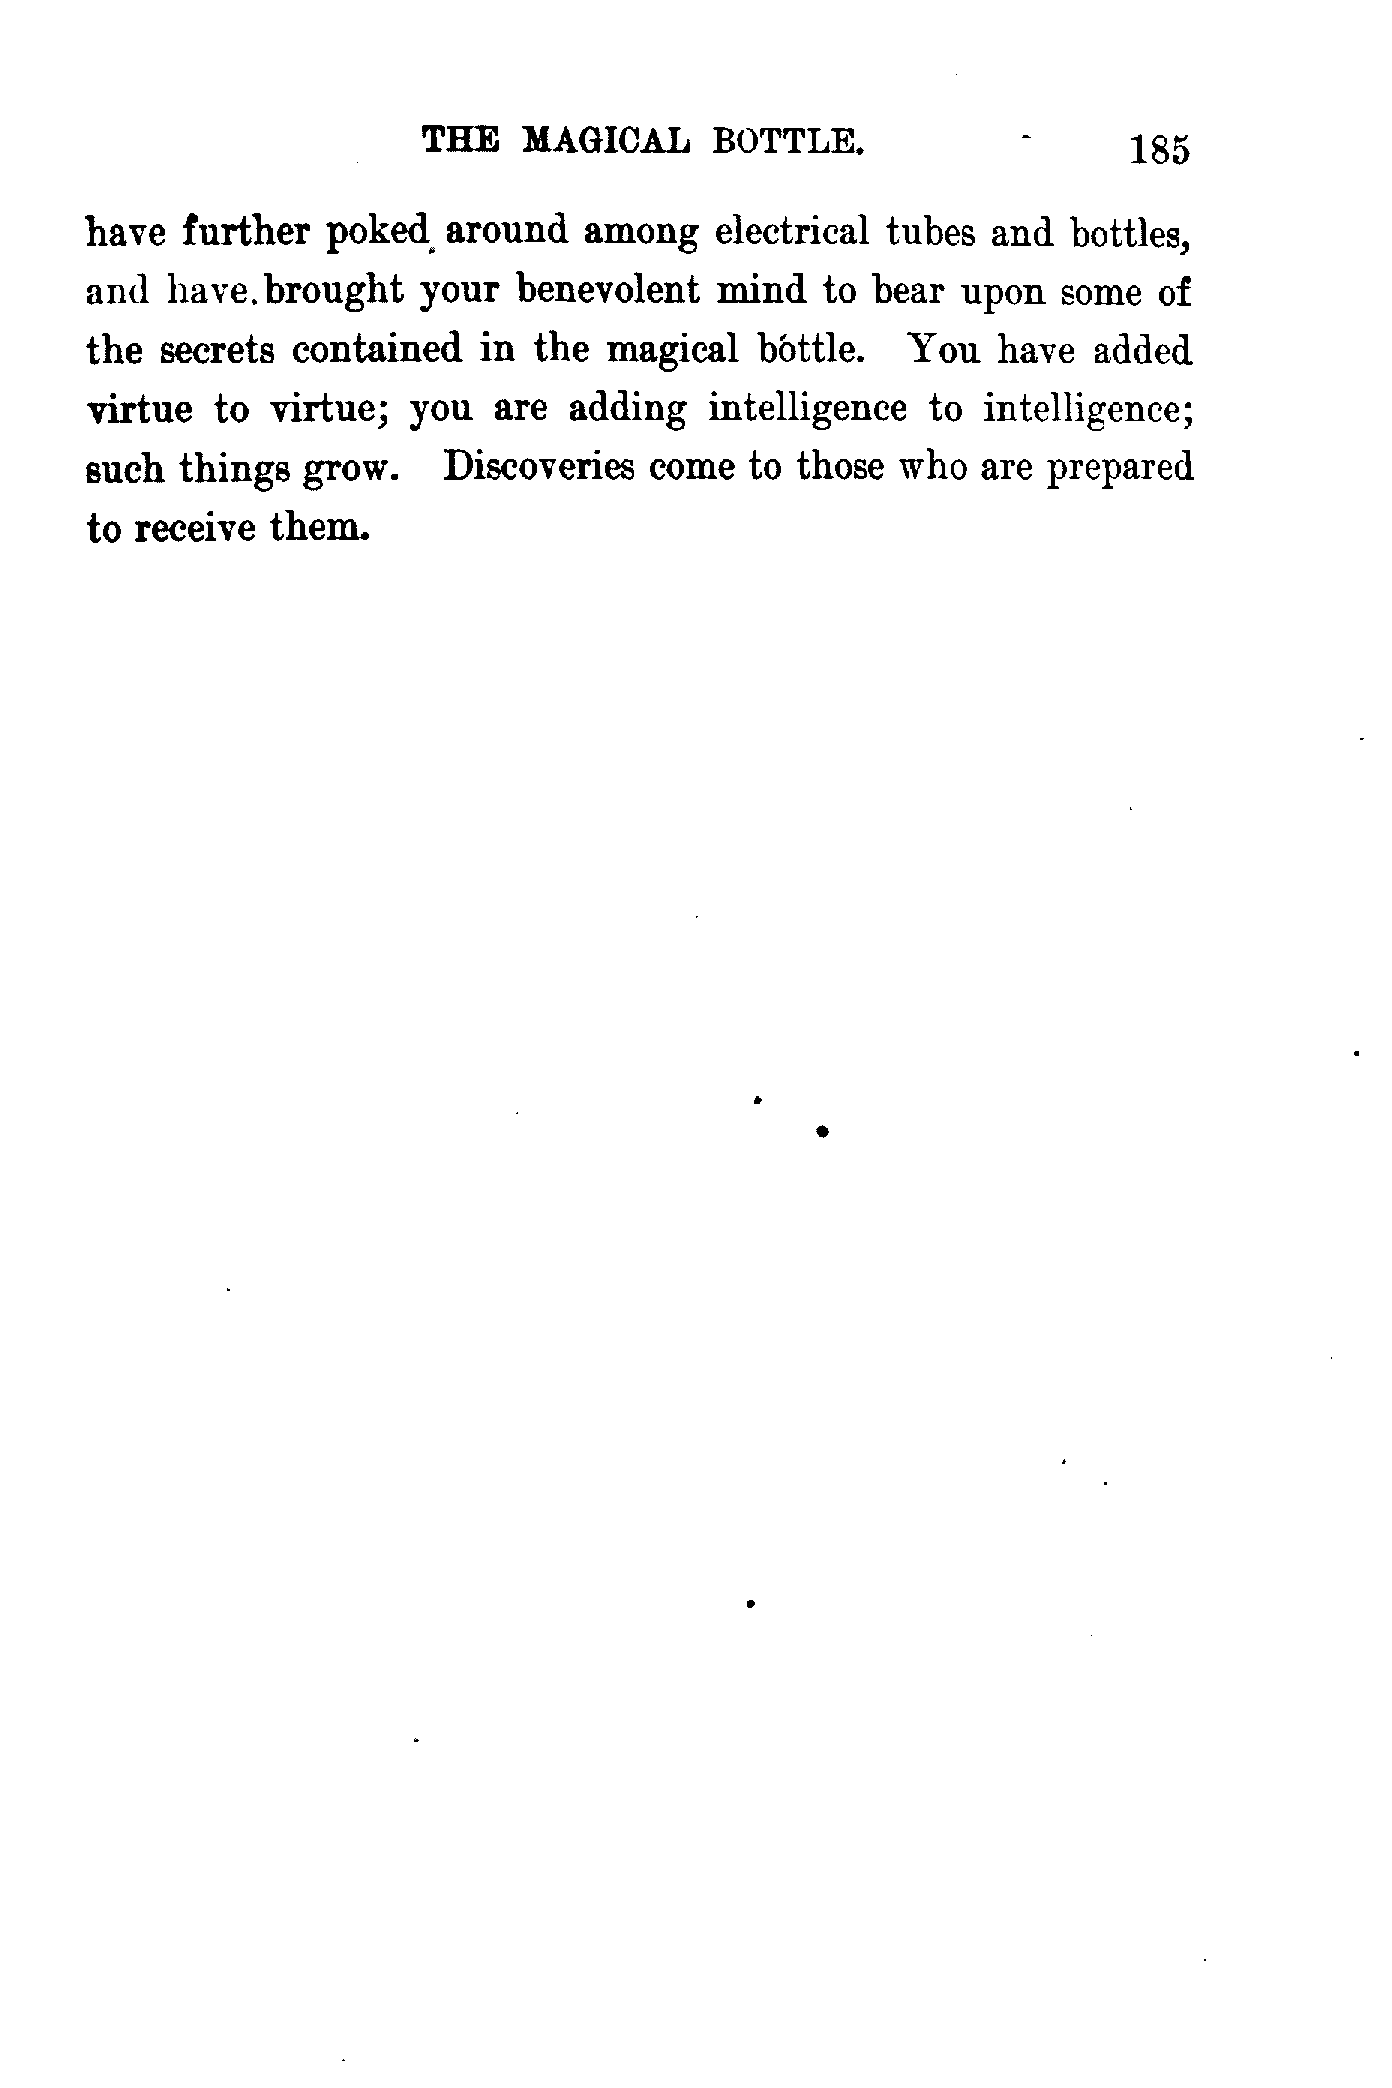 THE MAGICAL BOTTLE. 185
have further poked around among electrical tubes and bottles,
and have brought your benevolent mind to bear upon some of
the secrets contained in the magical bottle. You have added
virtue to virtue; you are adding intelligence to intelligence;
such things grow. Discoveries come to those who are prepared
to receive them.